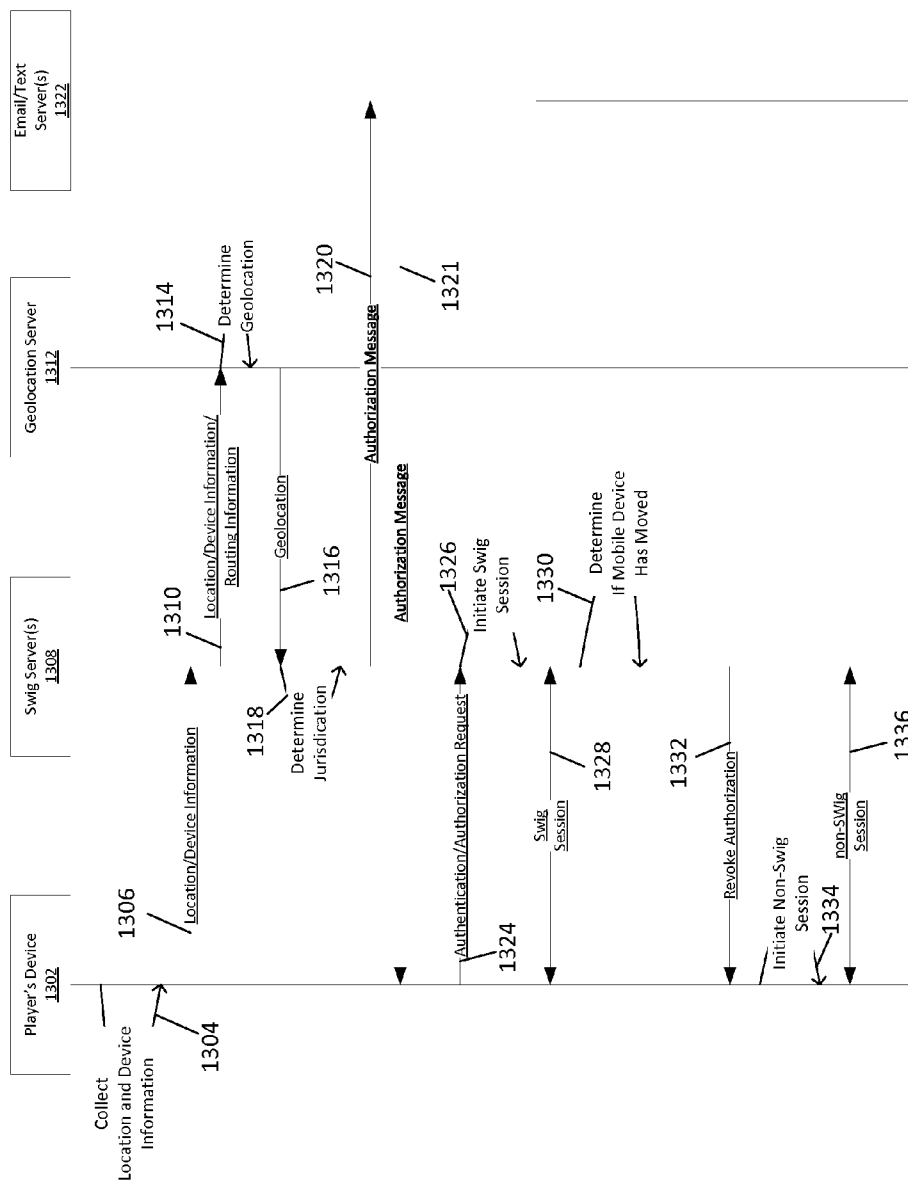 Player's Device
1302
Swig Server(s)
1308
Geolocation Server
1312
Email/Text
Server(s)
1322
Collect
Location and Device
Information
1304
1306
Location/Device Information
1310
Location/Device Information/
Routing Information
1314
Determine
Geolocation
Geolocation
1316
1318
Determine
Jurisdication
Authorization Message
1320
Authorization Message
1321
Authentication/Authorization Request
1324
1326
Initiate Swig
Session
Swig
Session
1328
1330
Determine
If Mobile Device
Has Moved
Revoke Authorization
1332
Initiate Non-Swig
Session
1334
non-SWig
Session
1336